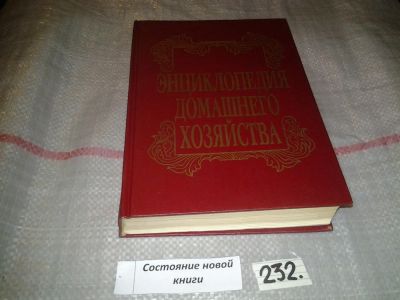 ЭНЦИКЛОПЕДИЯ
ДОМАШНЕГО
ХОЗЯЙСТВА
Состояние новой
книги
232.